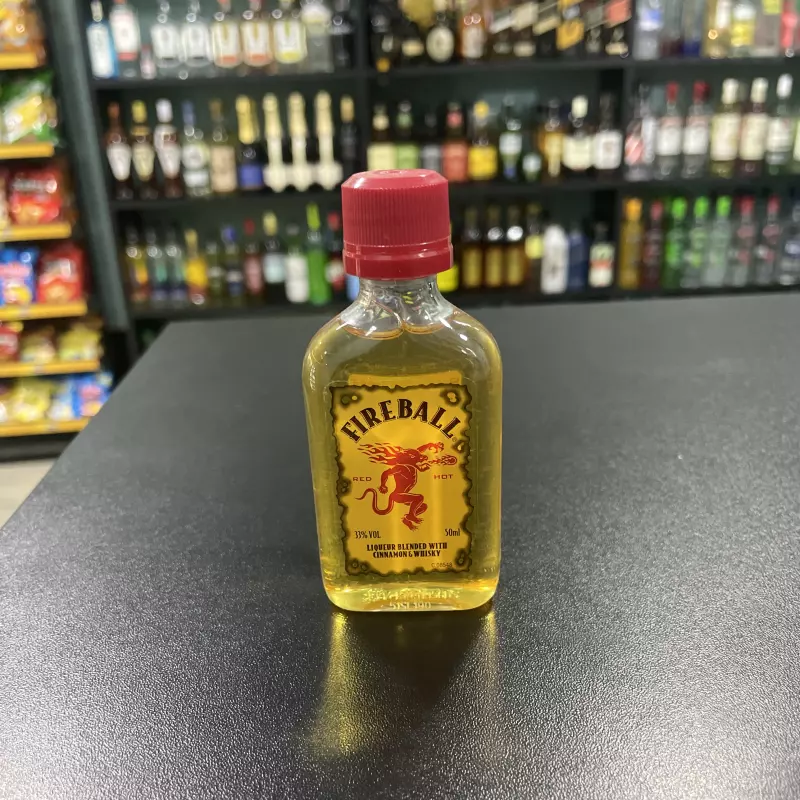 FIREBALL
RED HOT
33% VOL 50ml
LIQUEUR BLENDED WITH
CINNAMON & WHISKY